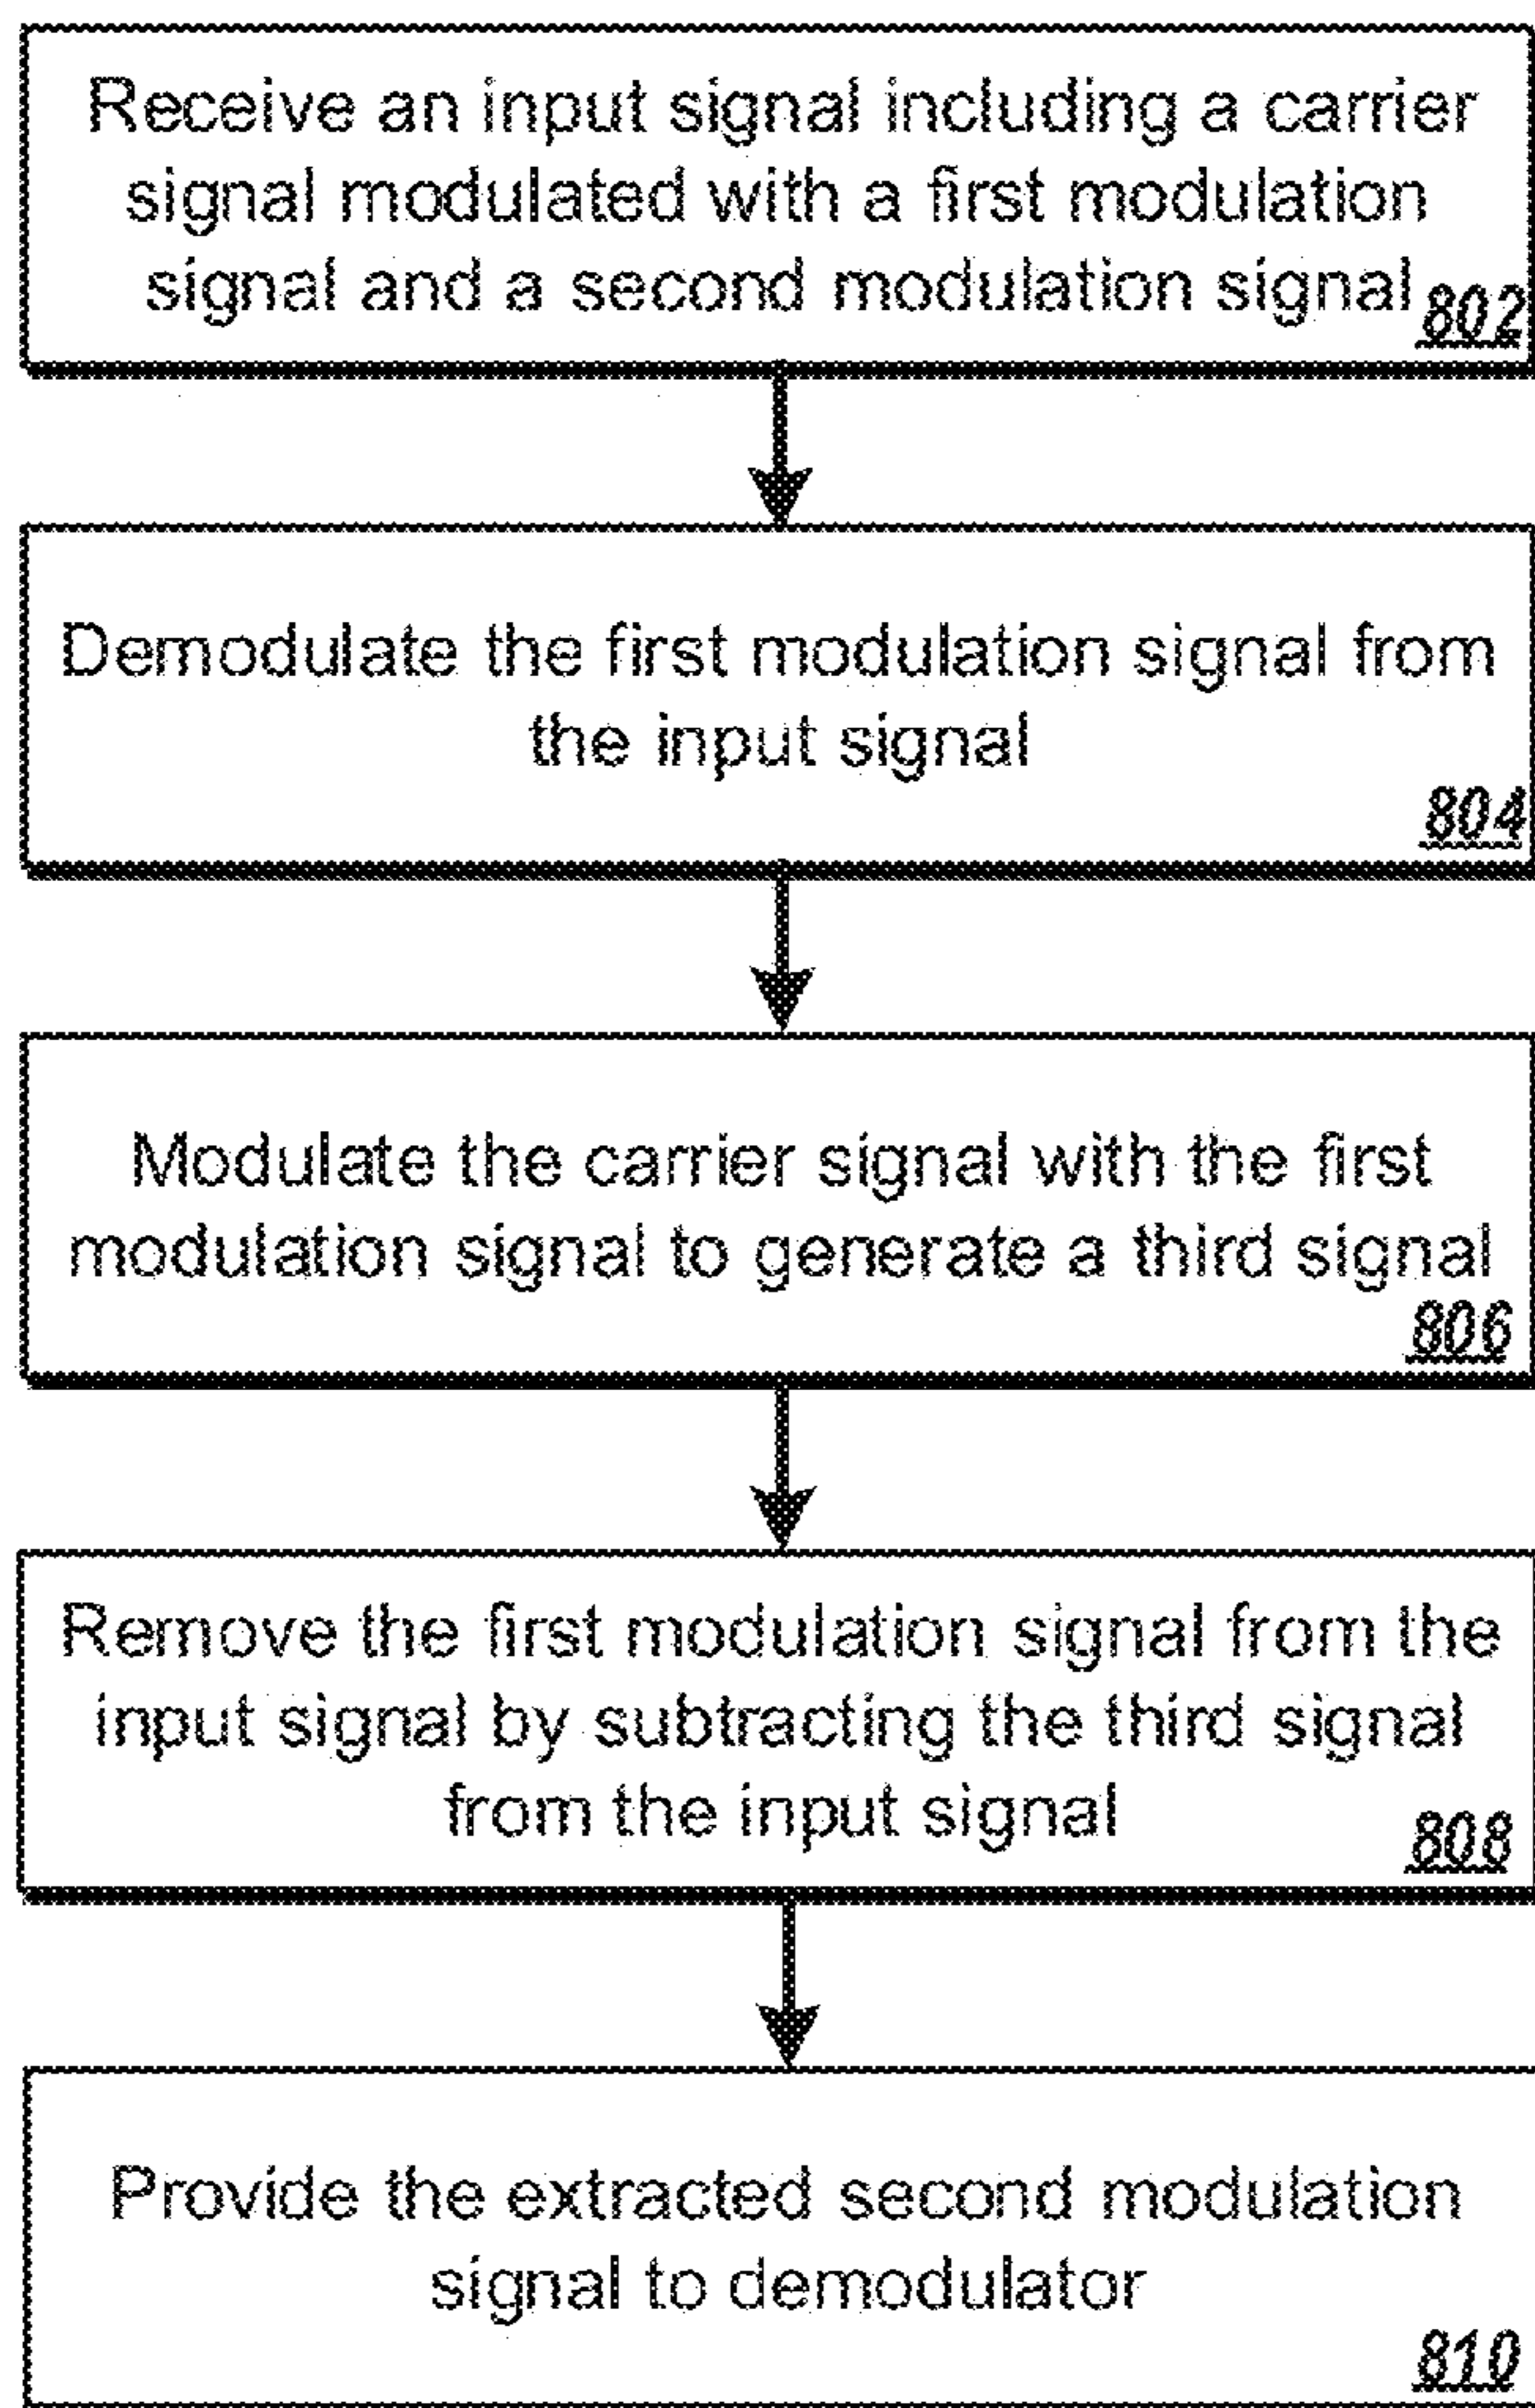 Receive an input signal including a carrier
signal modulated with a first modulation
signal and a second modulation signal
802
Demodulate the first modulation signal from
the input signal
804
Modulate the carrier signal with the first
modulation signal to generate a third signal
806
Remove the first modulation signal from the
input signal by subtracting the third signal
from the input signal
808
Provide the extracted second modulation
signal to demodulator
810